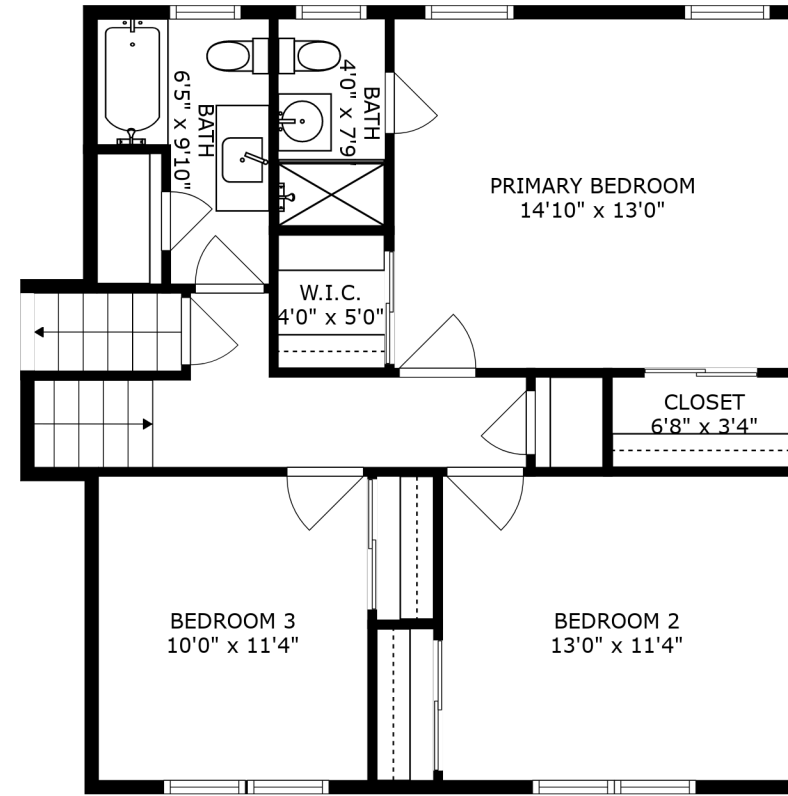 BATH
6'5" x 9'10"
BATH
4'0" x 7'9"
PRIMARY BEDROOM
14'10" x 13'0"
W.I.C.
4'0" x 5'0"
CLOSET
6'8" x 3'4"
BEDROOM 3
10'0" x 11'4"
BEDROOM 2
13'0" x 11'4"